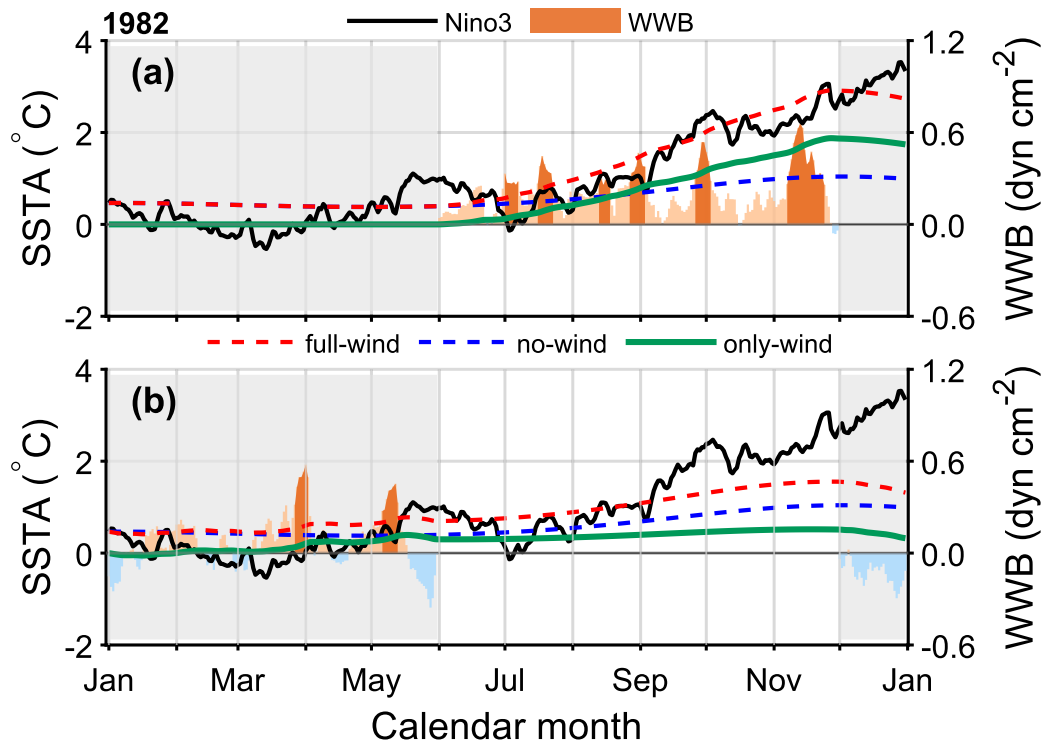 1982 Nino3 WWB
4 1.2
(a)
2 0.6
0 0.0
-2 -0.6
SSTA (°C)
WWB (dyn cm⁻²)
full-wind no-wind only-wind
4 1.2
(b)
2 0.6
0 0.0
-2 -0.6
SSTA (°C)
WWB (dyn cm⁻²)
Jan Mar May Jul Sep Nov Jan
Calendar month